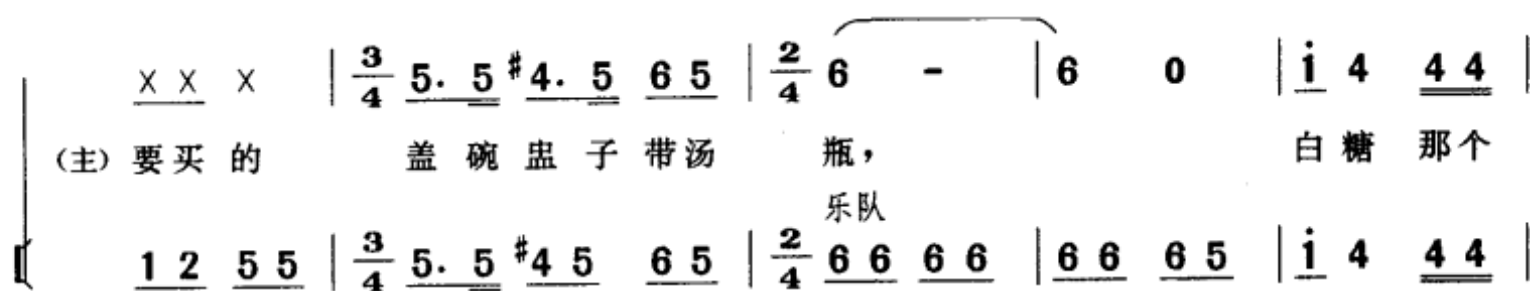 X X X | 3/4 5. 5 #4. 5 6 5 | 2/4 6 - | 6 0 | i 4 4 4 |
(主) 要买的 盖碗盅子带汤 瓶， 白糖 那个
乐队
1 2 5 5 | 3/4 5. 5 #4 5 6 5 | 2/4 6 6 6 6 | 6 6 6 5 | i 4 4 4 |